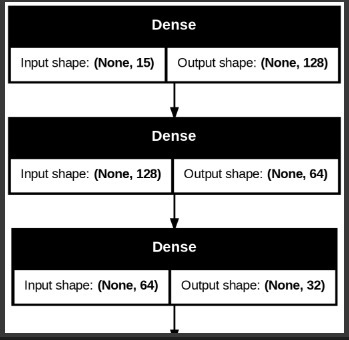 Dense
Input shape: (None, 15) Output shape: (None, 128)
Dense
Input shape: (None, 128) Output shape: (None, 64)
Dense
Input shape: (None, 64) Output shape: (None, 32)